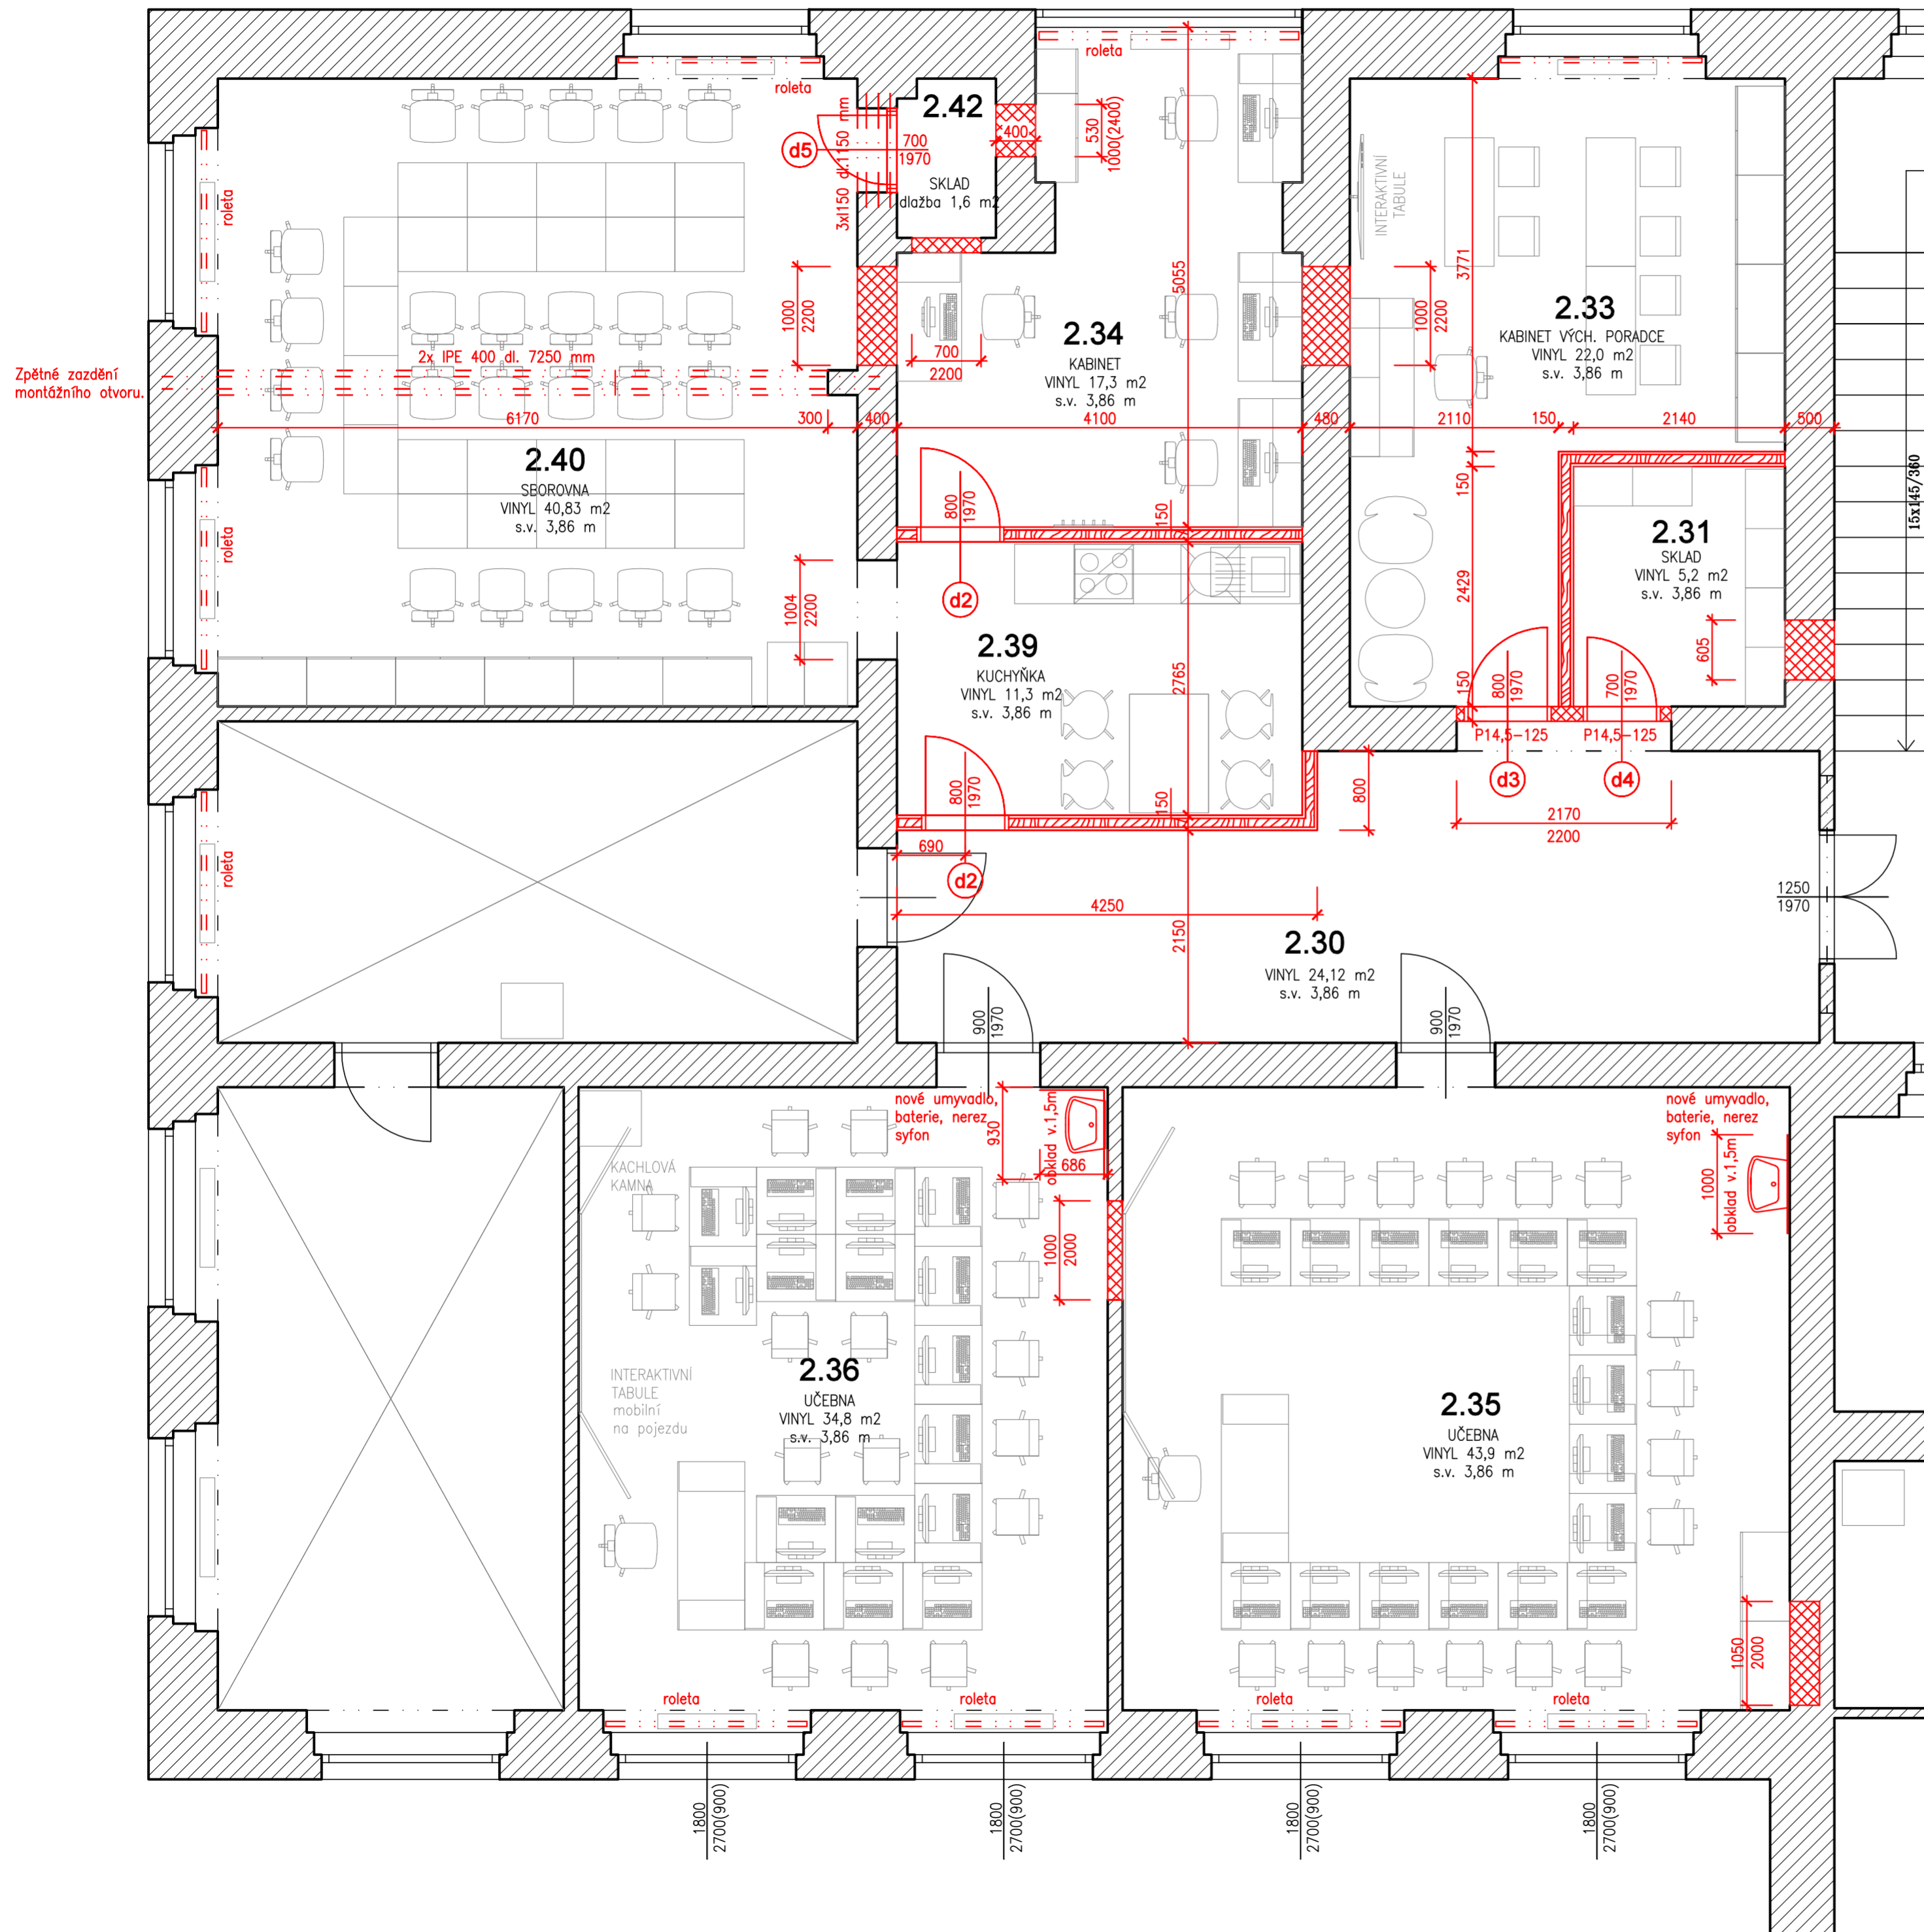 roleta
roleta
2.42
700
1970
SKLAD
dlažba 1,6 m2
d5
3xI150 dl.1150 mm
400
530
1000(2400)
roleta
5055
INTERAKTIVNÍ
TABULE
3771
roleta
1000
2200
700
2200
2.34
KABINET
VINYL 17,3 m2
s.v. 3,86 m
1000
2200
2.33
KABINET VÝCH. PORADCE
VINYL 22,0 m2
s.v. 3,86 m
Zpětné zazdění
montážního otvoru.
2x IPE 400 dl. 7250 mm
6170
300
400
4100
480
2110
150
2140
500
15x145/360
2.40
SBOROVNA
VINYL 40,83 m2
s.v. 3,86 m
roleta
800
1970
150
d2
150
2429
150
2.31
SKLAD
VINYL 5,2 m2
s.v. 3,86 m
605
1004
2200
2.39
KUCHYŇKA
VINYL 11,3 m2
s.v. 3,86 m
2765
800
1970
700
1970
P14,5-125
P14,5-125
d3
d4
800
1970
150
800
2170
2200
roleta
690
d2
4250
2150
1250
1970
2.30
VINYL 24,12 m2
s.v. 3,86 m
900
1970
900
1970
nové umyvadlo,
baterie, nerez
syfon
930
obklad v.1,5m
686
nové umyvadlo,
baterie, nerez
syfon
1000
obklad v.1,5m
KACHLOVÁ
KAMNA
1000
2000
INTERAKTIVNÍ
TABULE
mobilní
na pojezdu
2.36
UČEBNA
VINYL 34,8 m2
s.v. 3,86 m
2.35
UČEBNA
VINYL 43,9 m2
s.v. 3,86 m
1050
2000
roleta
roleta
roleta
roleta
1800
2700(900)
1800
2700(900)
1800
2700(900)
1800
2700(900)